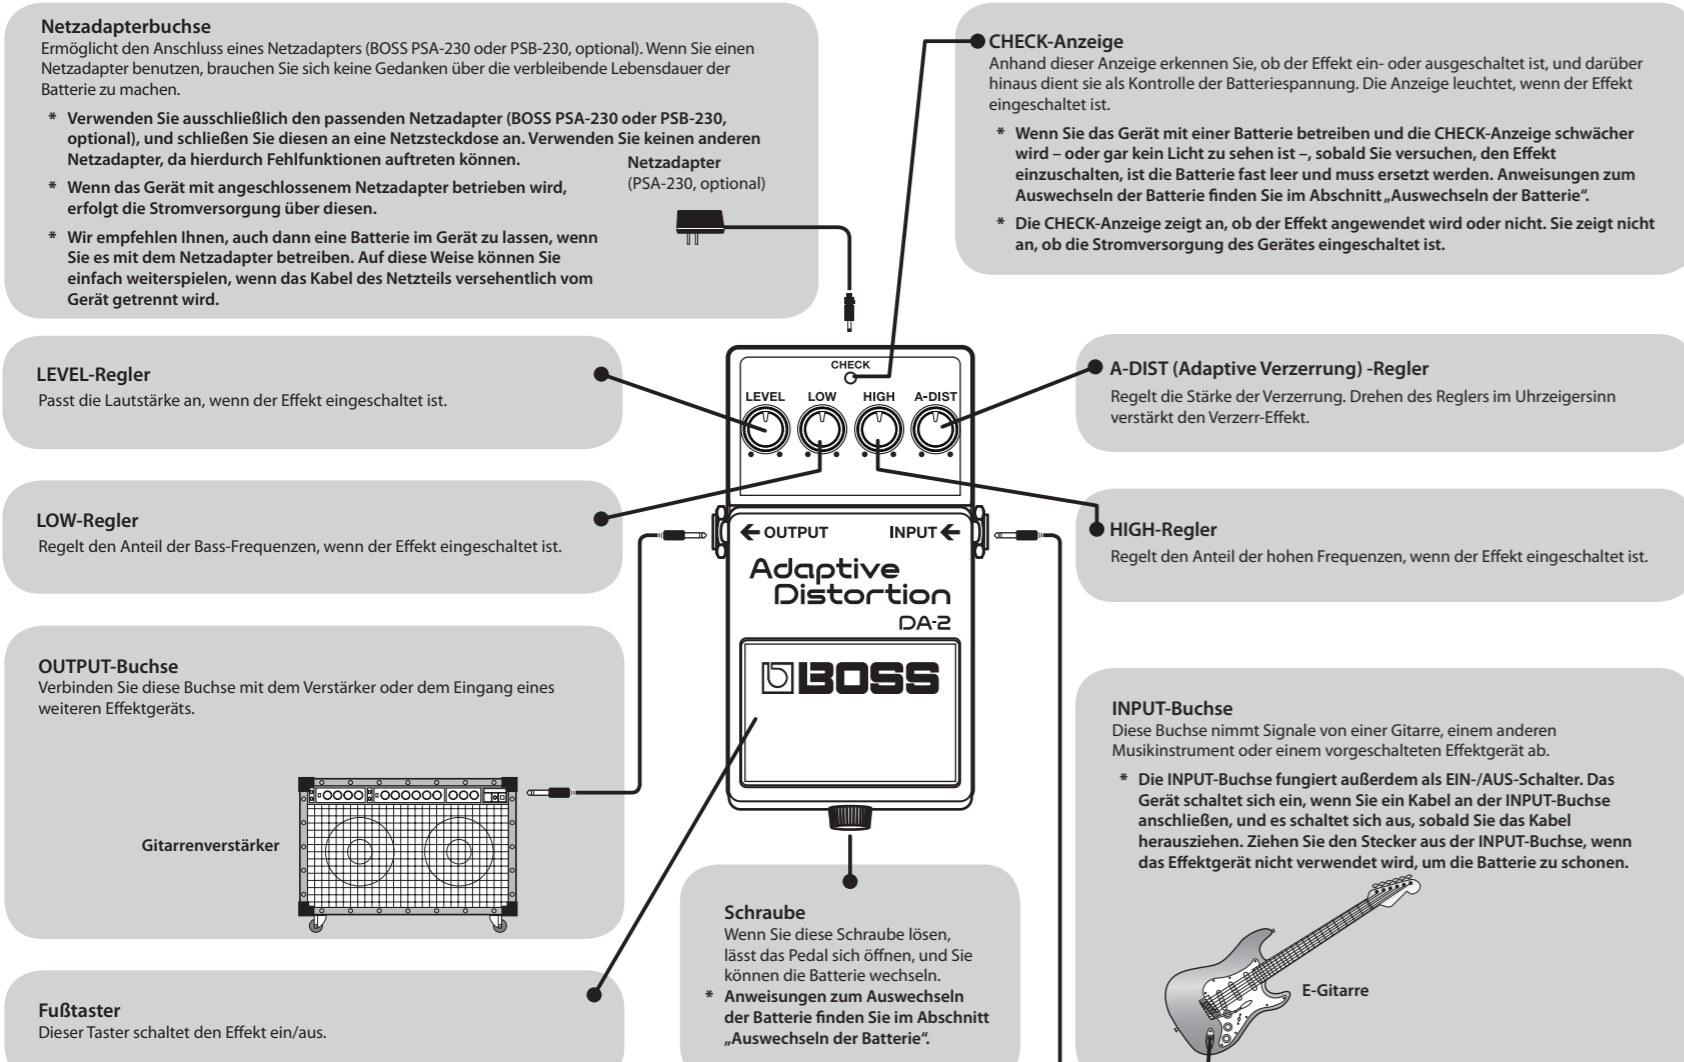 Netzadapterbuchse
Ermöglicht den Anschluss eines Netzadapters (BOSS PSA-230 oder PSB-230, optional). Wenn Sie einen
Netzadapter benutzen, brauchen Sie sich keine Gedanken über die verbleibende Lebensdauer der
Batterie zu machen.
* Verwenden Sie ausschließlich den passenden Netzadapter (BOSS PSA-230 oder PSB-230,
optional), und schließen Sie diesen an eine Netzsteckdose an. Verwenden Sie keinen anderen
Netzadapter, da hierdurch Fehlfunktionen auftreten können.
* Wenn das Gerät mit angeschlossenem Netzadapter betrieben wird,
erfolgt die Stromversorgung über diesen.
* Wir empfehlen Ihnen, auch dann eine Batterie im Gerät zu lassen, wenn
Sie es mit dem Netzadapter betreiben. Auf diese Weise können Sie
einfach weiterspielen, wenn das Kabel des Netzteils versehentlich vom
Gerät getrennt wird.
Netzadapter
(PSA-230, optional)
CHECK-Anzeige
Anhand dieser Anzeige erkennen Sie, ob der Effekt ein- oder ausgeschaltet ist, und darüber
hinaus dient sie als Kontrolle der Batteriespannung. Die Anzeige leuchtet, wenn der Effekt
eingeschaltet ist.
* Wenn Sie das Gerät mit einer Batterie betreiben und die CHECK-Anzeige schwächer
wird – oder gar kein Licht zu sehen ist –, sobald Sie versuchen, den Effekt
einzuschalten, ist die Batterie fast leer und muss ersetzt werden. Anweisungen zum
Auswechseln der Batterie finden Sie im Abschnitt „Auswechseln der Batterie“.
* Die CHECK-Anzeige zeigt an, ob der Effekt angewendet wird oder nicht. Sie zeigt nicht
an, ob die Stromversorgung des Gerätes eingeschaltet ist.
LEVEL-Regler
Passt die Lautstärke an, wenn der Effekt eingeschaltet ist.
CHECK
LEVEL LOW HIGH A-DIST
A-DIST (Adaptive Verzerrung) -Regler
Regelt die Stärke der Verzerrung. Drehen des Reglers im Uhrzeigersinn
verstärkt den Verzerr-Effekt.
LOW-Regler
Regelt den Anteil der Bass-Frequenzen, wenn der Effekt eingeschaltet ist.
← OUTPUT INPUT ←
Adaptive
Distortion
DA-2
BOSS
HIGH-Regler
Regelt den Anteil der hohen Frequenzen, wenn der Effekt eingeschaltet ist.
OUTPUT-Buchse
Verbinden Sie diese Buchse mit dem Verstärker oder dem Eingang eines
weiteren Effektgeräts.
Gitarrenverstärker
INPUT-Buchse
Diese Buchse nimmt Signale von einer Gitarre, einem anderen
Musikinstrument oder einem vorgeschalteten Effektgerät ab.
* Die INPUT-Buchse fungiert außerdem als EIN-/AUS-Schalter. Das
Gerät schaltet sich ein, wenn Sie ein Kabel an der INPUT-Buchse
anschließen, und es schaltet sich aus, sobald Sie das Kabel
herausziehen. Ziehen Sie den Stecker aus der INPUT-Buchse, wenn
das Effektgerät nicht verwendet wird, um die Batterie zu schonen.
E-Gitarre
Schraube
Wenn Sie diese Schraube lösen,
lässt das Pedal sich öffnen, und Sie
können die Batterie wechseln.
* Anweisungen zum Auswechseln
der Batterie finden Sie im Abschnitt
„Auswechseln der Batterie“.
Fußtaster
Dieser Taster schaltet den Effekt ein/aus.